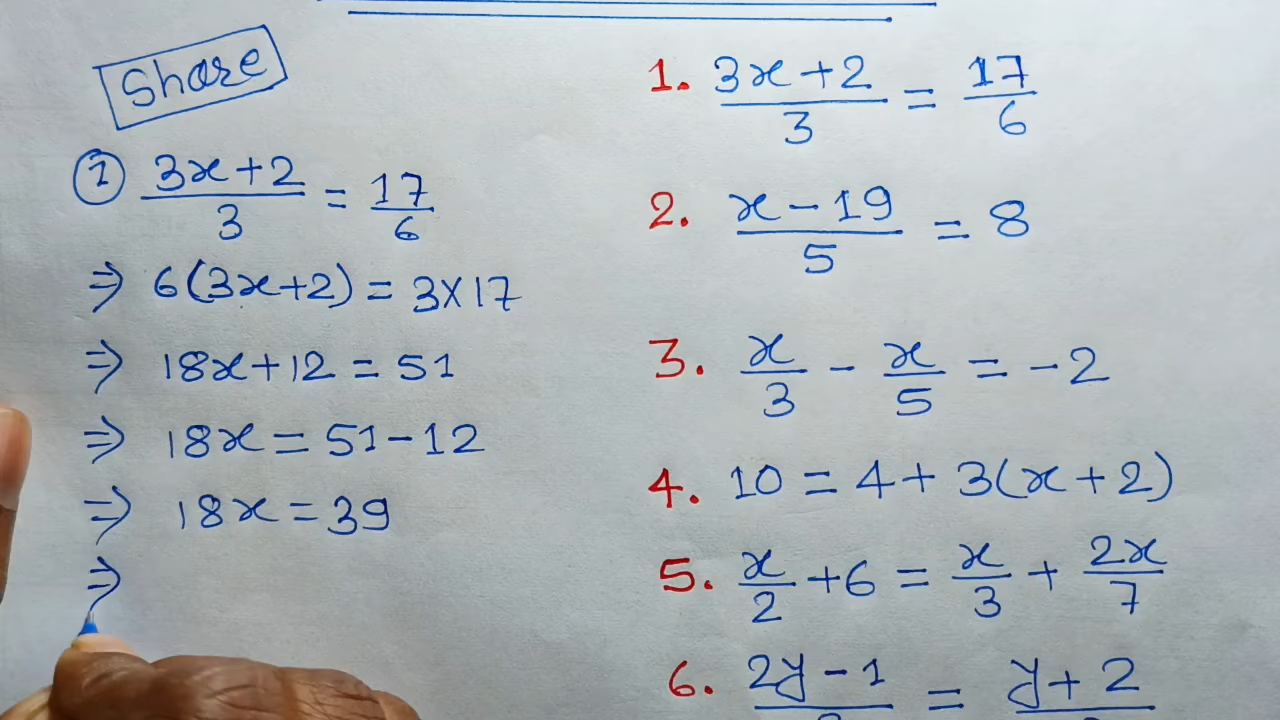 Share
① (3x+2)/3 = 17/6
⇒ 6(3x+2) = 3×17
⇒ 18x+12 = 51
⇒ 18x = 51-12
⇒ 18x = 39
⇒
1. (3x+2)/3 = 17/6
2. (x-19)/5 = 8
3. x/3 - x/5 = -2
4. 10 = 4+3(x+2)
5. x/2 +6 = x/3 + 2x/7
6. 2y-1 = y+2